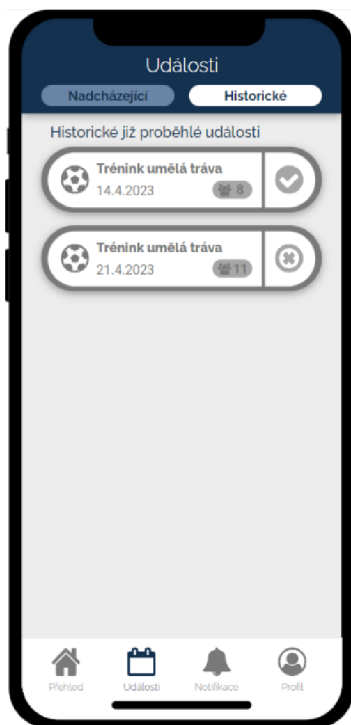 Události
Nadcházející Historické
Historické již proběhlé události
Trénink umělá tráva
14.4.2023 8
Trénink umělá tráva
21.4.2023 11
Přehled Události Notifikace Profil